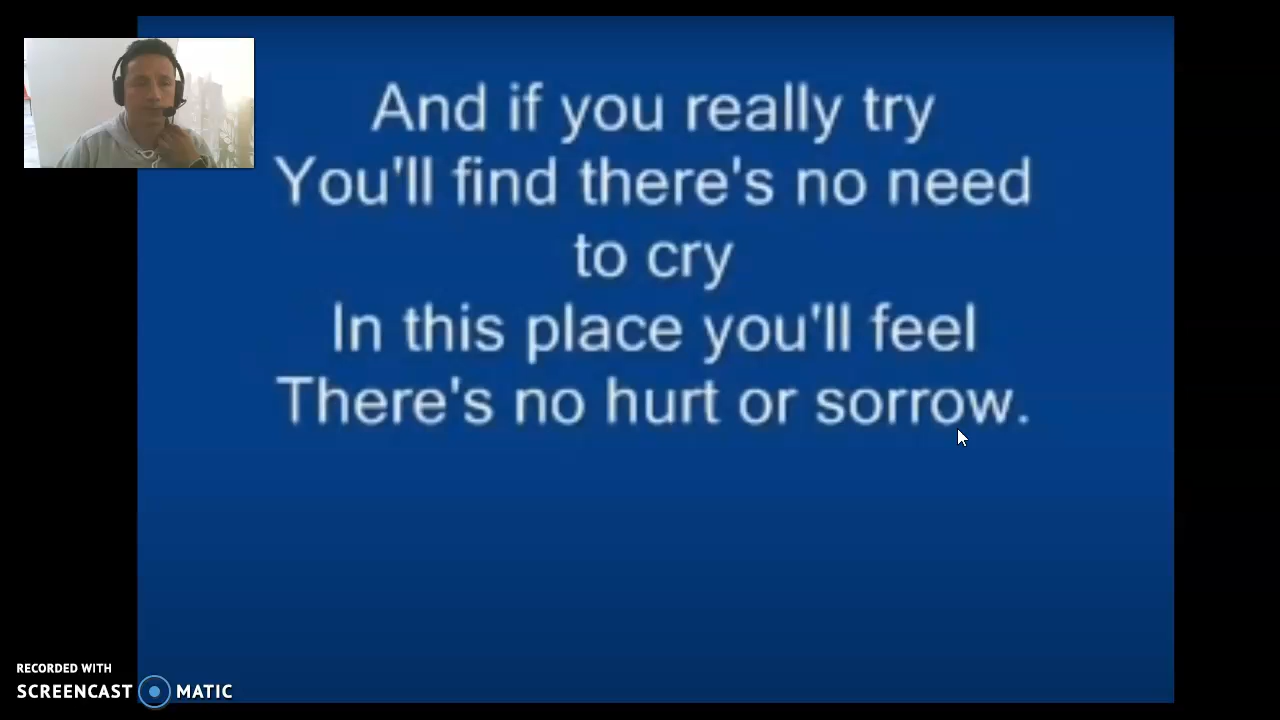 And if you really try
You'll find there's no need
to cry
In this place you'll feel
There's no hurt or sorrow.
RECORDED WITH
SCREENCAST MATIC